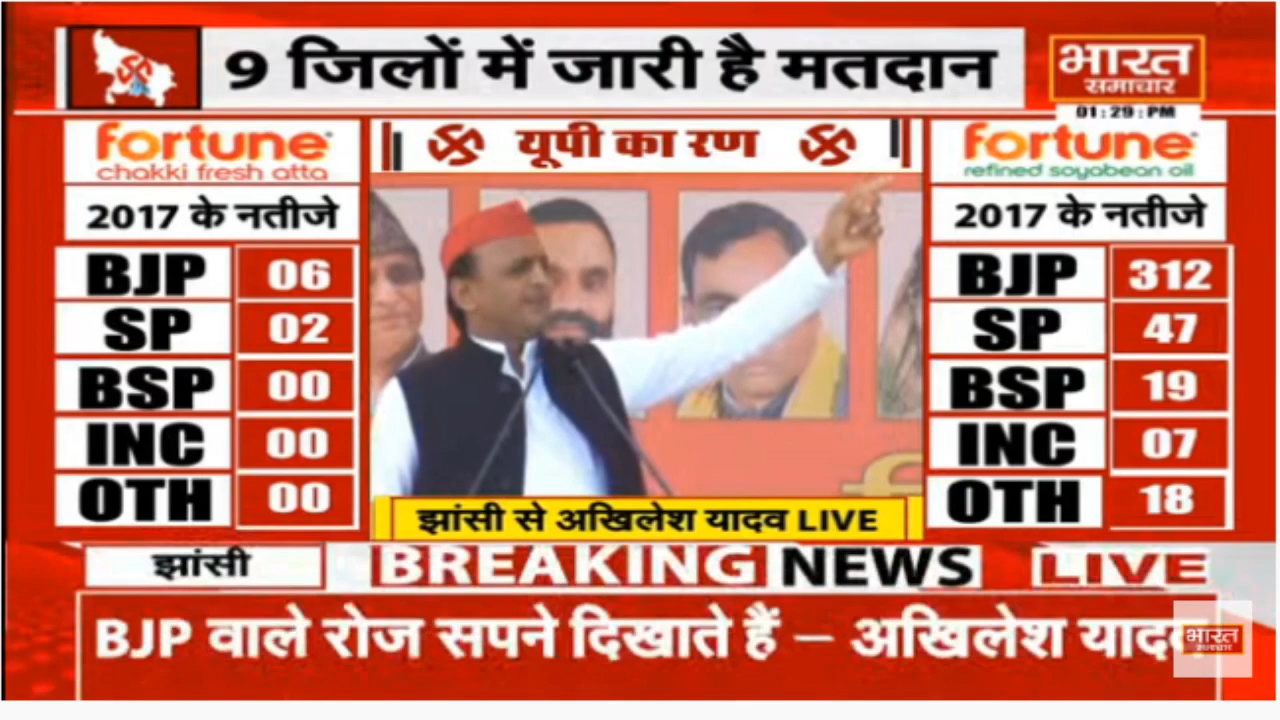 9 जिलों में जारी है मतदान
भारत
समाचार
01:29:PM
fortune
chakki fresh atta
2017 के नतीजे
BJP 06
SP 02
BSP 00
INC 00
OTH 00
यूपी का रण
fortune
refined soyabean oil
2017 के नतीजे
BJP 312
SP 47
BSP 19
INC 07
OTH 18
झांसी से अखिलेश यादव LIVE
झांसी
BREAKING NEWS
LIVE
BJP वाले रोज सपने दिखाते हैं – अखिलेश यादव
भारत
समाचार